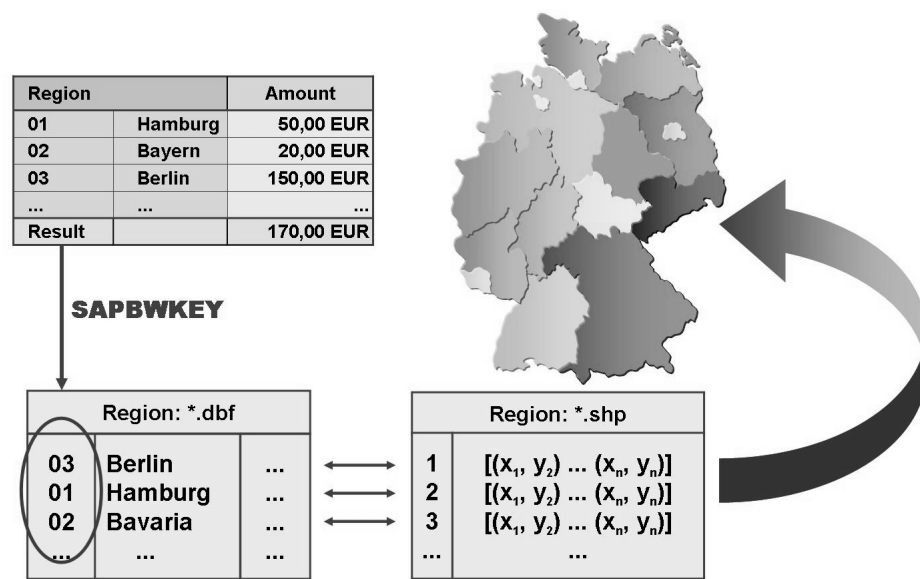 Region Amount
01 Hamburg 50,00 EUR
02 Bayern 20,00 EUR
03 Berlin 150,00 EUR
... ... ...
Result 170,00 EUR
SAPBWKEY
Region: *.dbf
03 Berlin ...
01 Hamburg ...
02 Bavaria ...
... ... ...
Region: *.shp
1 [(x₁, y₂) ... (xₙ, yₙ)]
2 [(x₁, y₂) ... (xₙ, yₙ)]
3 [(x₁, y₂) ... (xₙ, yₙ)]
... ...